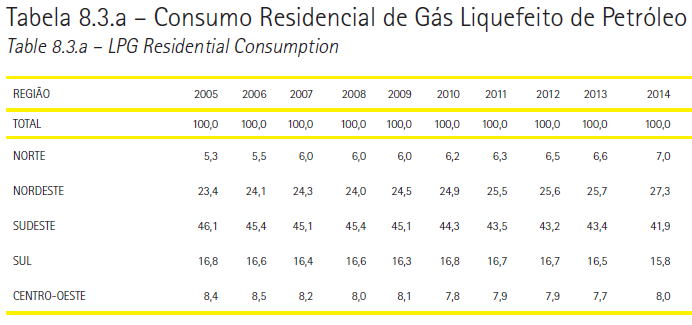 Tabela 8.3.a – Consumo Residencial de Gás Liquefeito de Petróleo
Table 8.3.a – LPG Residential Consumption
REGIÃO 2005 2006 2007 2008 2009 2010 2011 2012 2013 2014
TOTAL 100,0 100,0 100,0 100,0 100,0 100,0 100,0 100,0 100,0 100,0
NORTE 5,3 5,5 6,0 6,0 6,0 6,2 6,3 6,5 6,6 7,0
NORDESTE 23,4 24,1 24,3 24,0 24,5 24,9 25,5 25,6 25,7 27,3
SUDESTE 46,1 45,4 45,1 45,4 45,1 44,3 43,5 43,2 43,4 41,9
SUL 16,8 16,6 16,4 16,6 16,3 16,8 16,7 16,7 16,5 15,8
CENTRO-OESTE 8,4 8,5 8,2 8,0 8,1 7,8 7,9 7,9 7,7 8,0